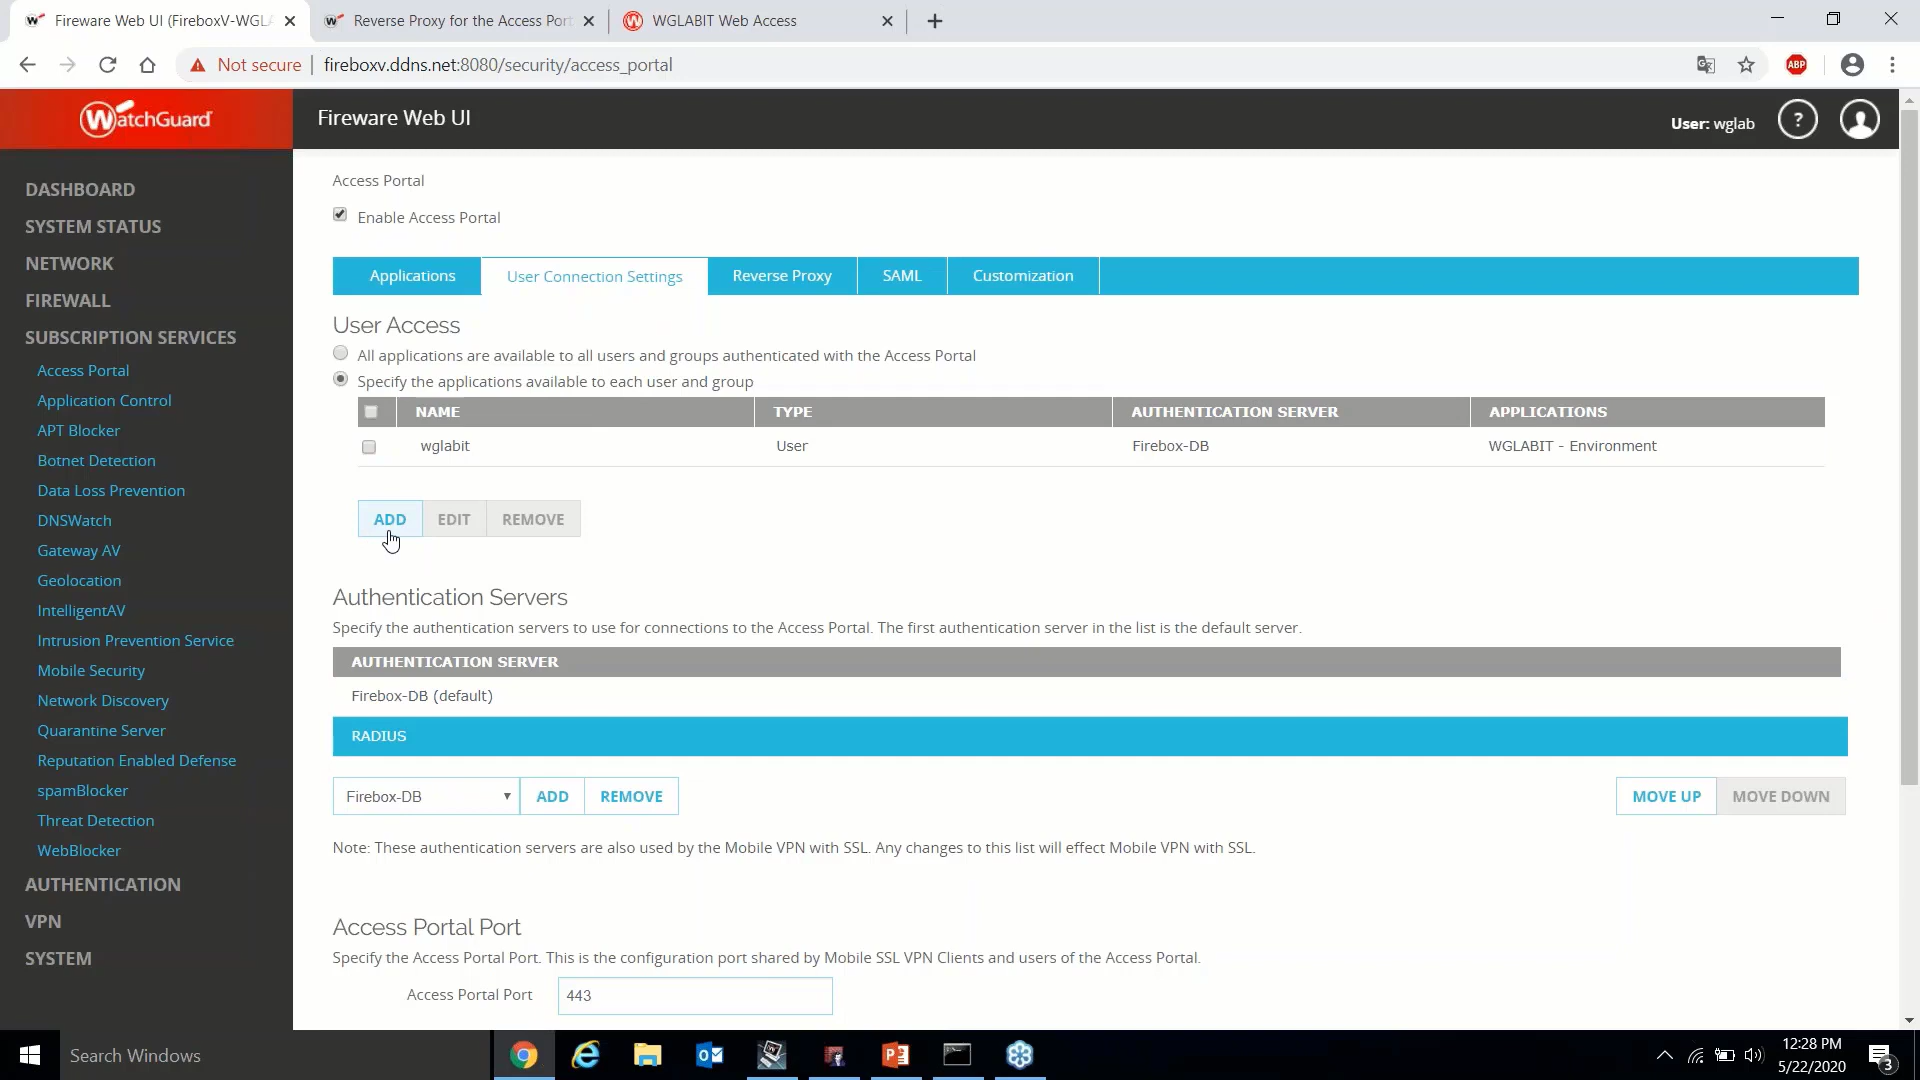 Fireware Web UI (FireboxV-WGLA
Reverse Proxy for the Access Port
WGLABIT Web Access
Not secure
fireboxv.ddns.net:8080/security/access_portal
ABP
WatchGuard
Fireware Web UI
User: wglab
?
DASHBOARD
SYSTEM STATUS
NETWORK
FIREWALL
SUBSCRIPTION SERVICES
Access Portal
Application Control
APT Blocker
Botnet Detection
Data Loss Prevention
DNSWatch
Gateway AV
Geolocation
IntelligentAV
Intrusion Prevention Service
Mobile Security
Network Discovery
Quarantine Server
Reputation Enabled Defense
spamBlocker
Threat Detection
WebBlocker
AUTHENTICATION
VPN
SYSTEM
Access Portal
Enable Access Portal
Applications
User Connection Settings
Reverse Proxy
SAML
Customization
User Access
All applications are available to all users and groups authenticated with the Access Portal
Specify the applications available to each user and group
NAME TYPE AUTHENTICATION SERVER APPLICATIONS
wglabit User Firebox-DB WGLABIT - Environment
ADD EDIT REMOVE
Authentication Servers
Specify the authentication servers to use for connections to the Access Portal. The first authentication server in the list is the default server.
AUTHENTICATION SERVER
Firebox-DB (default)
RADIUS
Firebox-DB ADD REMOVE MOVE UP MOVE DOWN
Note: These authentication servers are also used by the Mobile VPN with SSL. Any changes to this list will effect Mobile VPN with SSL.
Access Portal Port
Specify the Access Portal Port. This is the configuration port shared by Mobile SSL VPN Clients and users of the Access Portal.
Access Portal Port 443
Search Windows
12:28 PM
5/22/2020
3